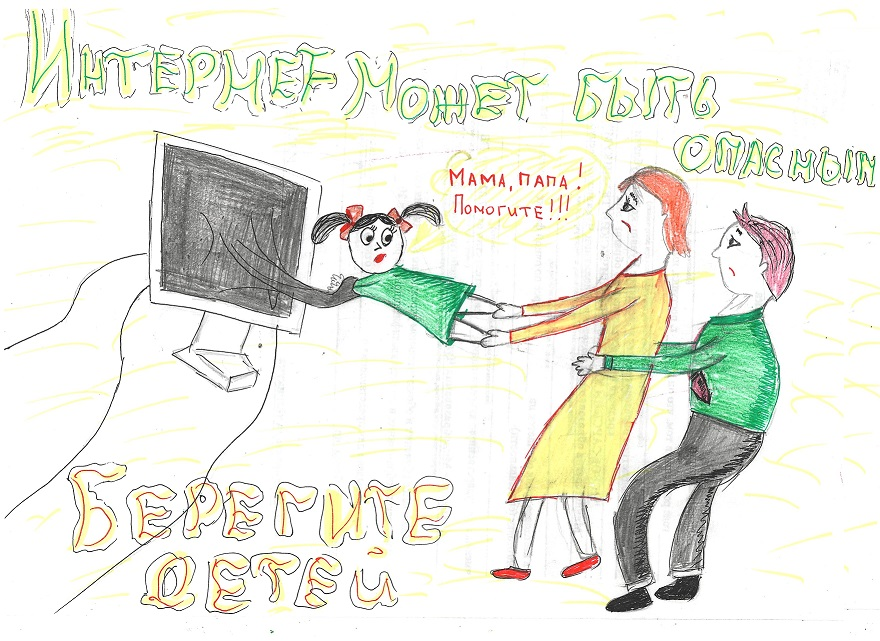 ИНТЕРНЕТ МОЖЕТ БЫТЬ
ОПАСНЫМ
МАМА, ПАПА!
ПОМОГИТЕ!!!
БЕРЕГИТЕ
ДЕТЕЙ